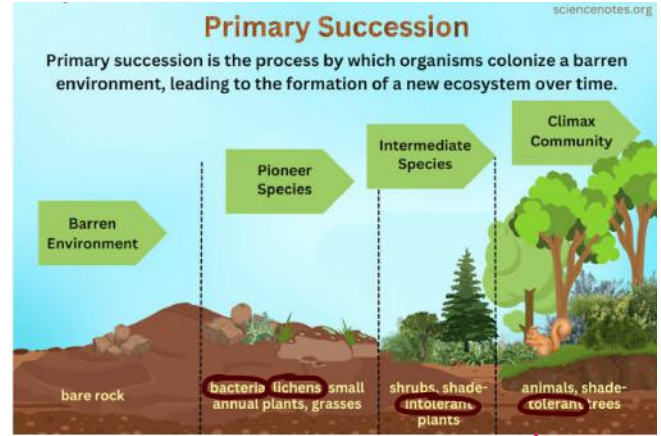 sciencenotes.org
Primary Succession
Primary succession is the process by which organisms colonize a barren
environment, leading to the formation of a new ecosystem over time.
Barren
Environment
Pioneer
Species
Intermediate
Species
Climax
Community
bare rock
bacteria, lichens, small
annual plants, grasses
shrubs, shade-
intolerant
plants
animals, shade-
tolerant trees